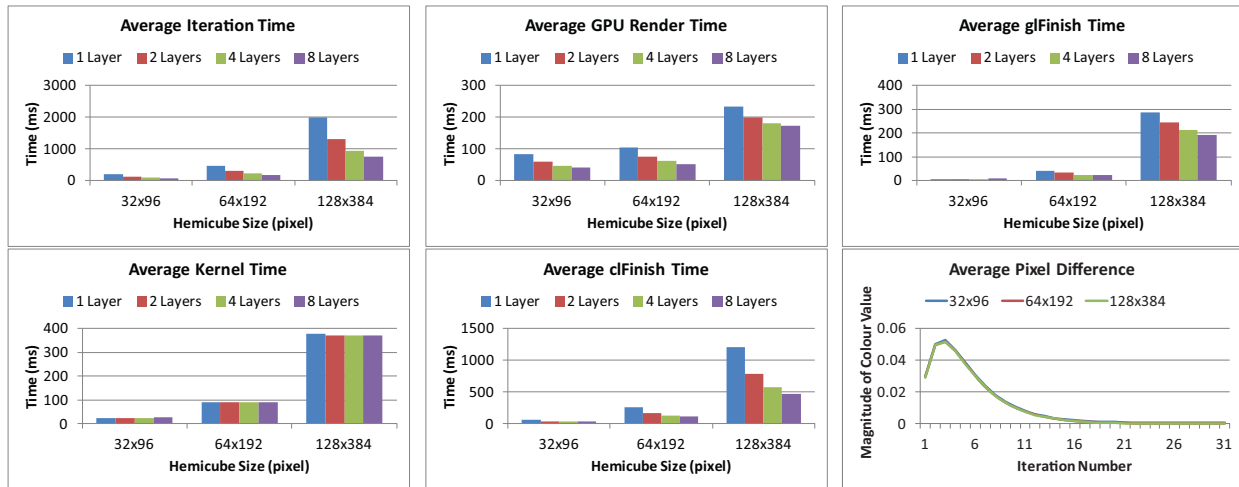 Average Iteration Time
1 Layer 2 Layers 4 Layers 8 Layers
Time (ms)
3000
2000
1000
0
32x96 64x192 128x384
Hemicube Size (pixel)
Average GPU Render Time
1 Layer 2 Layers 4 Layers 8 Layers
Time (ms)
300
200
100
0
32x96 64x192 128x384
Hemicube Size (pixel)
Average glFinish Time
1 Layer 2 Layers 4 Layers 8 Layers
Time (ms)
400
300
200
100
0
32x96 64x192 128x384
Hemicube Size (pixel)
Average Kernel Time
1 Layer 2 Layers 4 Layers 8 Layers
Time (ms)
400
300
200
100
0
32x96 64x192 128x384
Hemicube Size (pixel)
Average clFinish Time
1 Layer 2 Layers 4 Layers 8 Layers
Time (ms)
1500
1000
500
0
32x96 64x192 128x384
Hemicube Size (pixel)
Average Pixel Difference
32x96 64x192 128x384
Magnitude of Colour Value
0.06
0.04
0.02
0
1 6 11 16 21 26 31
Iteration Number